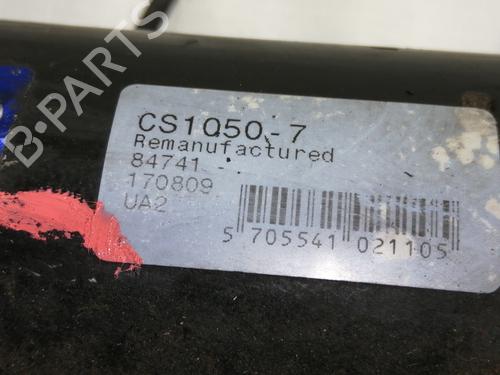 CS1050-7
Remanufactured
84741 -
170809
UA2
5 705541 021105
B-PARTS